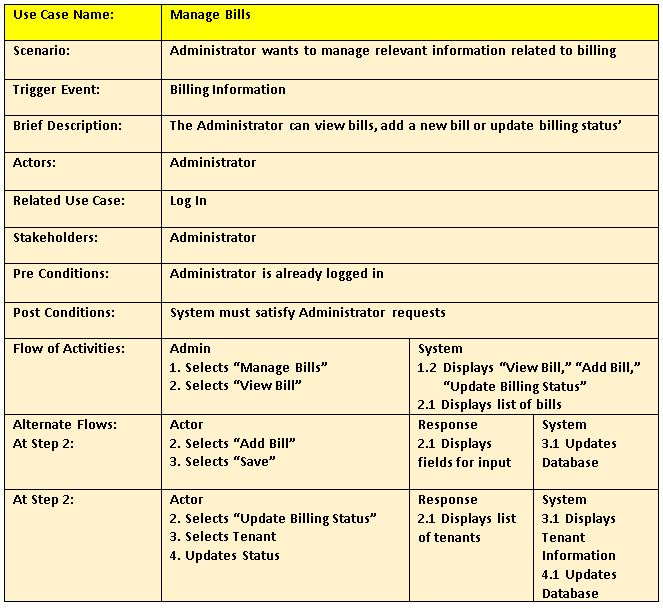 Use Case Name: Manage Bills
Scenario: Administrator wants to manage relevant information related to billing
Trigger Event: Billing Information
Brief Description: The Administrator can view bills, add a new bill or update billing status’
Actors: Administrator
Related Use Case: Log In
Stakeholders: Administrator
Pre Conditions: Administrator is already logged in
Post Conditions: System must satisfy Administrator requests
Flow of Activities: Admin System
1. Selects “Manage Bills” 1.2 Displays “View Bill,” “Add Bill,”
2. Selects “View Bill” “Update Billing Status”
2.1 Displays list of bills
Alternate Flows: Actor Response System
At Step 2: 2. Selects “Add Bill” 2.1 Displays 3.1 Updates
3. Selects “Save” fields for input Database
At Step 2: Actor Response System
2. Selects “Update Billing Status” 2.1 Displays list 3.1 Displays
3. Selects Tenant of tenants Tenant
4. Updates Status Information
4.1 Updates
Database